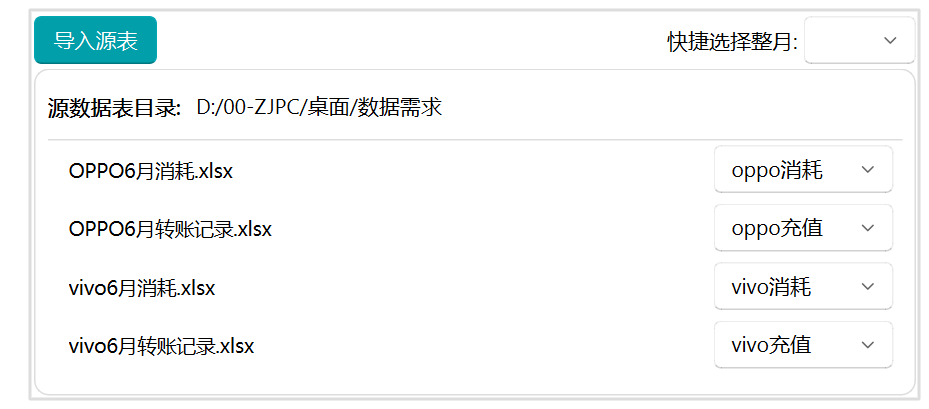 导入源表 快捷选择整月:
源数据表目录: D:/00-ZJPC/桌面/数据需求
OPPO6月消耗.xlsx oppo消耗
OPPO6月转账记录.xlsx oppo充值
vivo6月消耗.xlsx vivo消耗
vivo6月转账记录.xlsx vivo充值